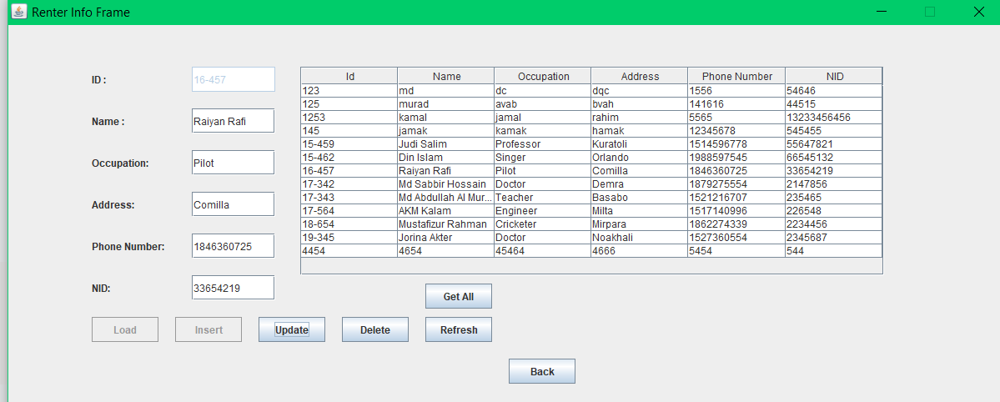 Renter Info Frame
ID : 16-457
Name : Raiyan Rafi
Occupation: Pilot
Address: Comilla
Phone Number: 1846360725
NID: 33654219
Id Name Occupation Address Phone Number NID
123 md dc dqc 1556 54646
125 murad avab bvah 141616 44515
1253 kamal jamal rahim 5565 13233456456
145 jamak kamak hamak 12345678 545455
15-459 Judi Salim Professor Kuratoli 1514596778 55647821
15-462 Din Islam Singer Orlando 1988597545 66545132
16-457 Raiyan Rafi Pilot Comilla 1846360725 33654219
17-342 Md Sabbir Hossain Doctor Demra 1879275554 2147856
17-343 Md Abdullah Al Mur... Teacher Basabo 1521216707 235465
17-564 AKM Kalam Engineer Milta 1517140996 226548
18-654 Mustafizur Rahman Cricketer Mirpara 1862274339 2234456
19-345 Jorina Akter Doctor Noakhali 1527360554 2345687
4454 4654 45464 4666 5454 544
Get All
Load Insert Update Delete Refresh
Back